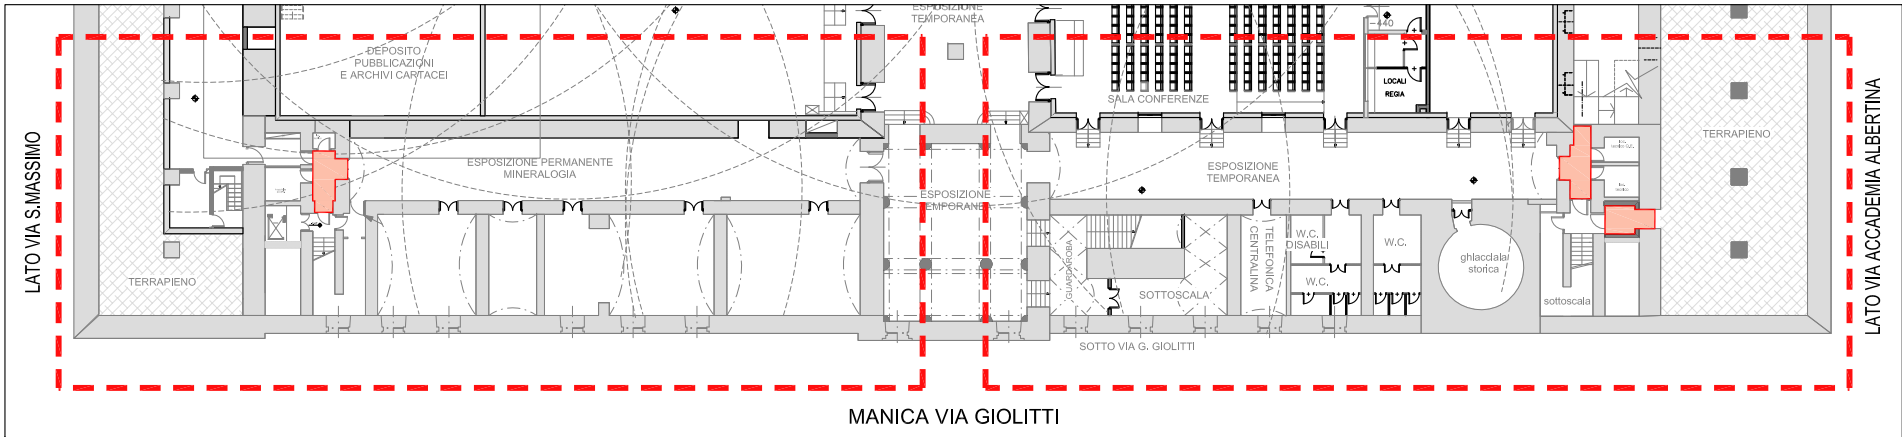 ESPOSIZIONE
TEMPORANEA
-440
DEPOSITO
PUBBLICAZIONI
E ARCHIVI CARTACEI
LOCALI
REGIA
SALA CONFERENZE
TERRAPIENO
LATO VIA S.MASSIMO
LATO VIA ACCADEMIA ALBERTINA
ESPOSIZIONE PERMANENTE
MINERALOGIA
ESPOSIZIONE
TEMPORANEA
ESPOSIZIONE
TEMPORANEA
GUARDAROBA
CENTRALINA
TELEFONICA
W.C.
DISABILI
W.C.
W.C.
ghiacciaia
storica
TERRAPIENO
SOTTOSCALA
sottoscala
SOTTO VIA G. GIOLITTI
MANICA VIA GIOLITTI